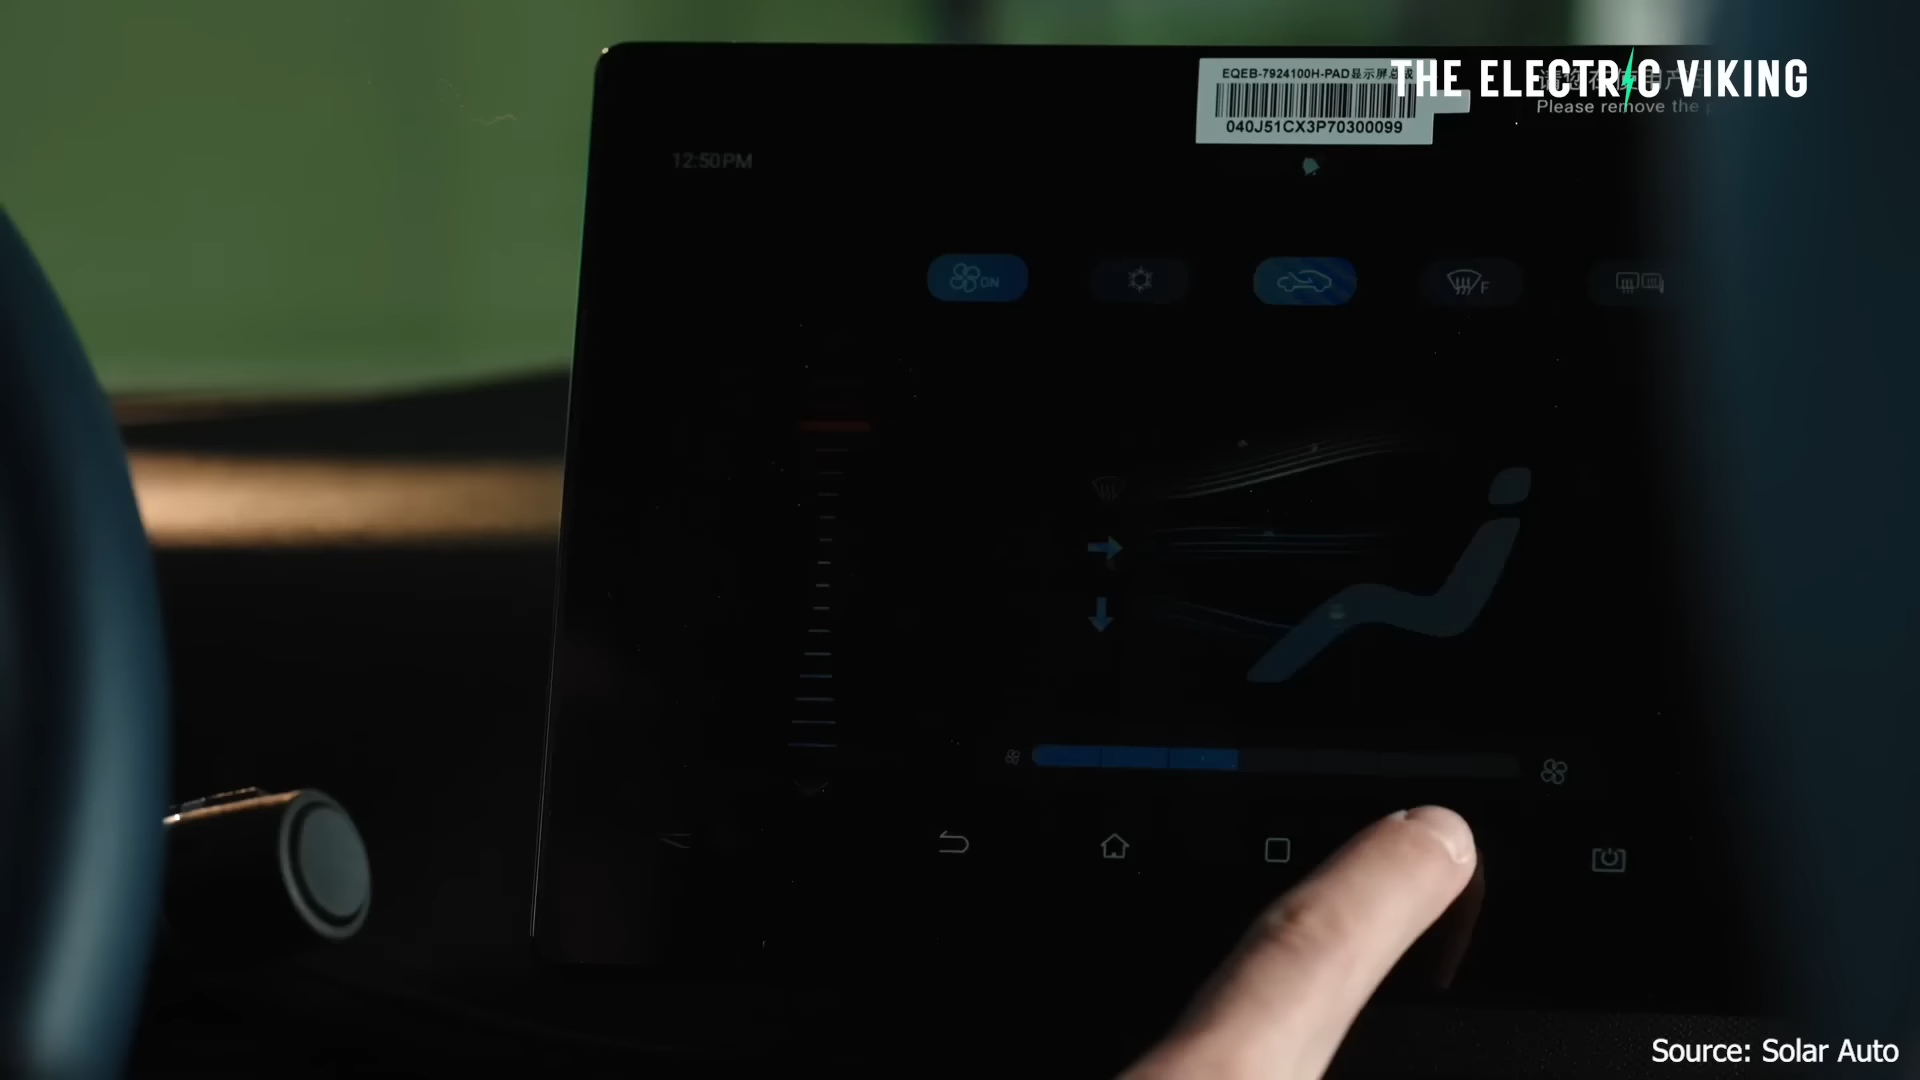 THE ELECTRIC VIKING
EQEB-7924100H-PAD显示屏总成
040J51CX3P70300099
Please remove the
12:50PM
ON
F
Source: Solar Auto